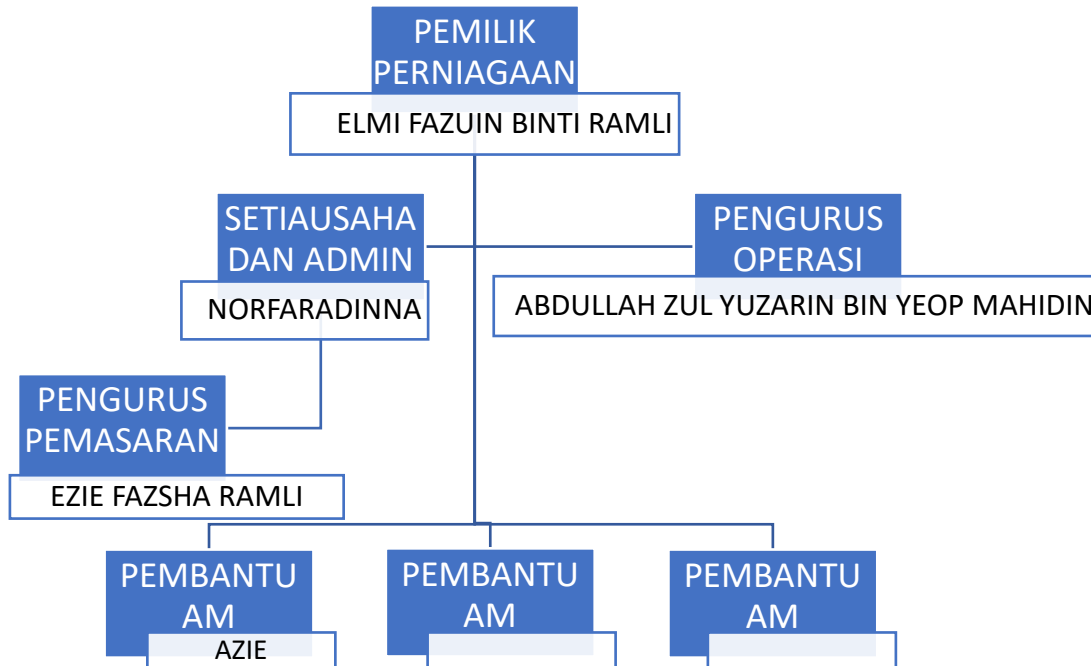 PEMILIK
PERNIAGAAN
ELMI FAZUIN BINTI RAMLI
SETIAUSAHA
DAN ADMIN
NORFARADINNA
PENGURUS
OPERASI
ABDULLAH ZUL YUZARIN BIN YEOP MAHIDIN
PENGURUS
PEMASARAN
EZIE FAZSHA RAMLI
PEMBANTU
AM
AZIE
PEMBANTU
AM
PEMBANTU
AM